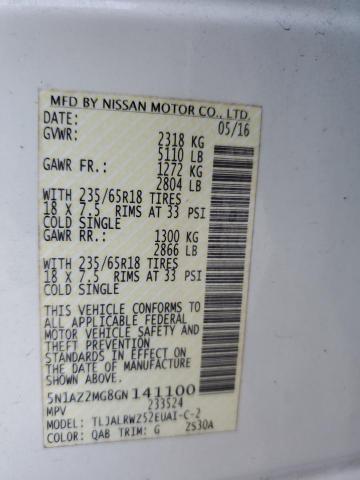 MFD BY NISSAN MOTOR CO., LTD.
DATE: 05/16
GVWR: 2318 KG
5110 LB
GAWR FR.: 1272 KG
2804 LB
WITH 235/65R18 TIRES
18 X 7.5 RIMS AT 33 PSI
COLD SINGLE
GAWR RR.: 1300 KG
2866 LB
WITH 235/65R18 TIRES
18 X 7.5 RIMS AT 33 PSI
COLD SINGLE
THIS VEHICLE CONFORMS TO
ALL APPLICABLE FEDERAL
MOTOR VEHICLE SAFETY AND
THEFT PREVENTION
STANDARDS IN EFFECT ON
THE DATE OF MANUFACTURE
SHOWN ABOVE.
5N1AZ2MG8GN141100
MPV 233524
MODEL: TLJALRWZ52EUAI-C-2
COLOR: QAB TRIM: G ZS30A